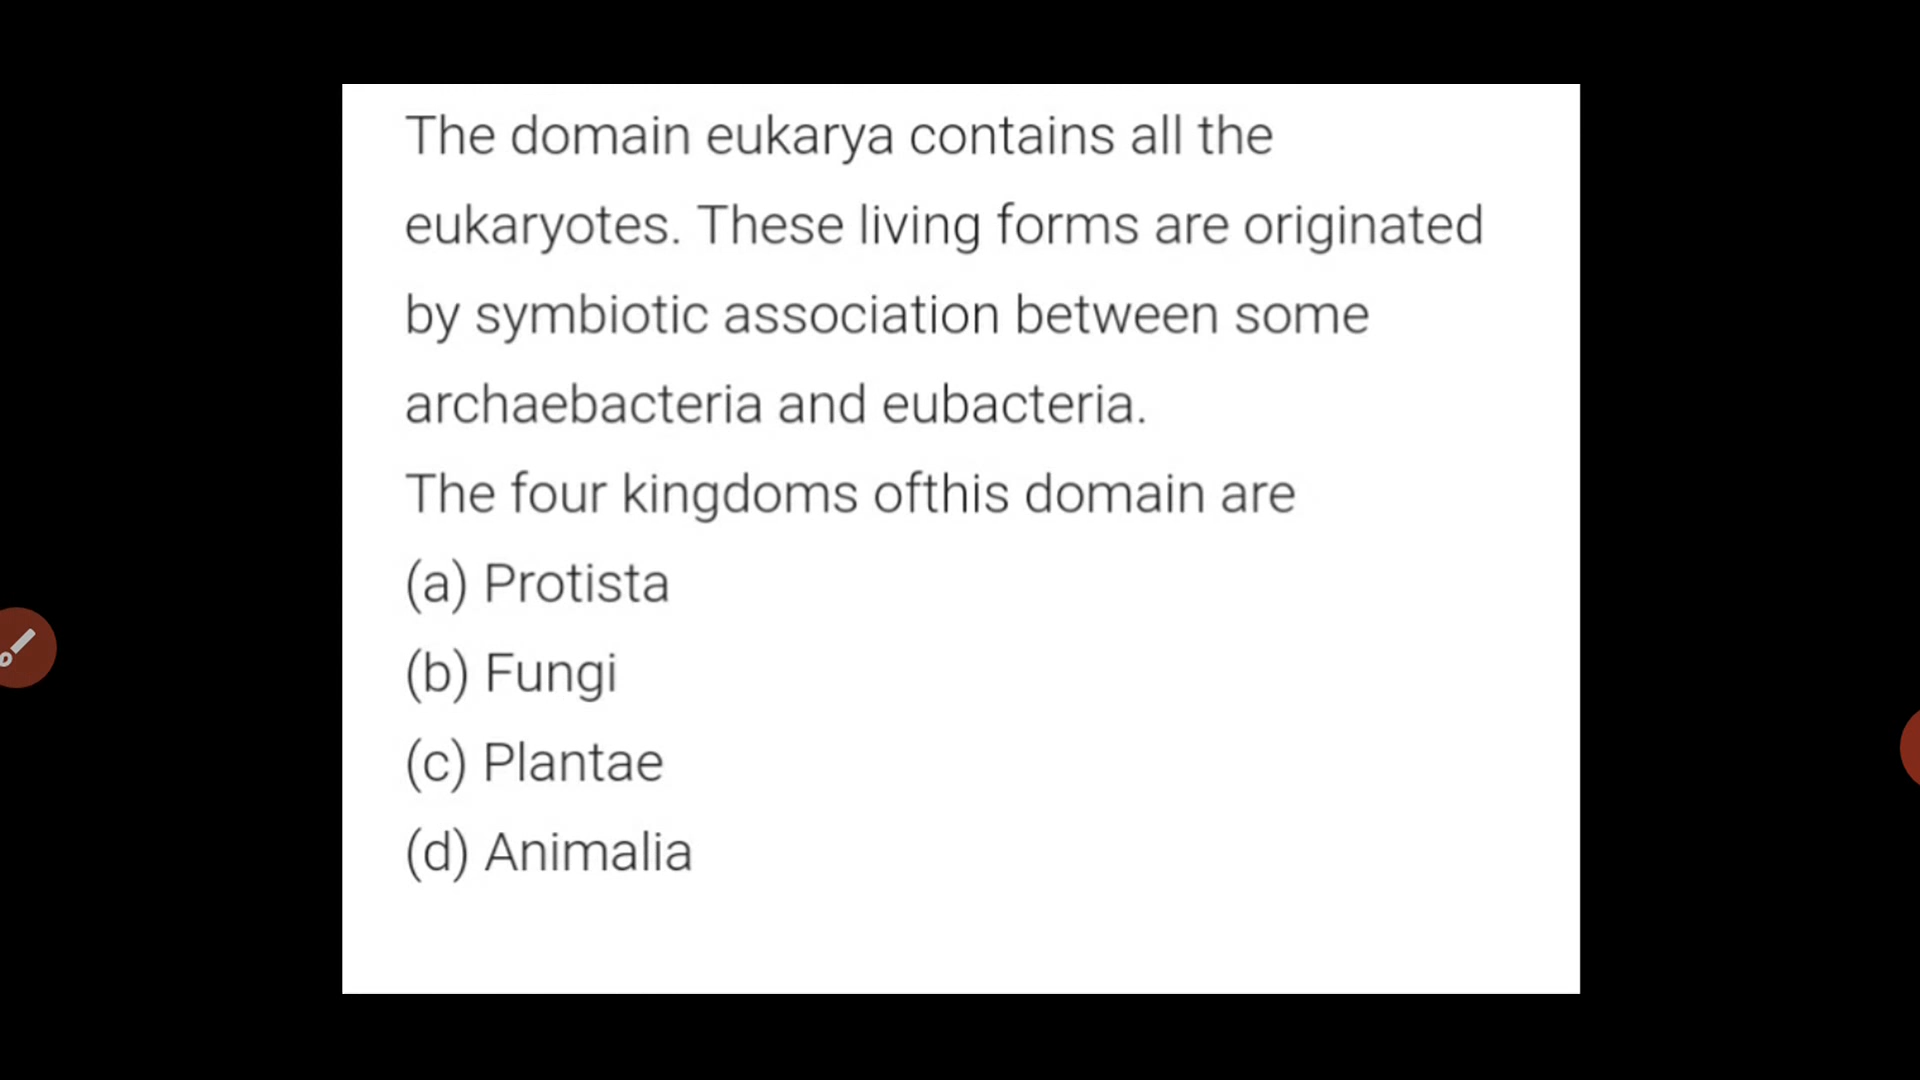 The domain eukarya contains all the
eukaryotes. These living forms are originated
by symbiotic association between some
archaebacteria and eubacteria.
The four kingdoms ofthis domain are
(a) Protista
(b) Fungi
(c) Plantae
(d) Animalia